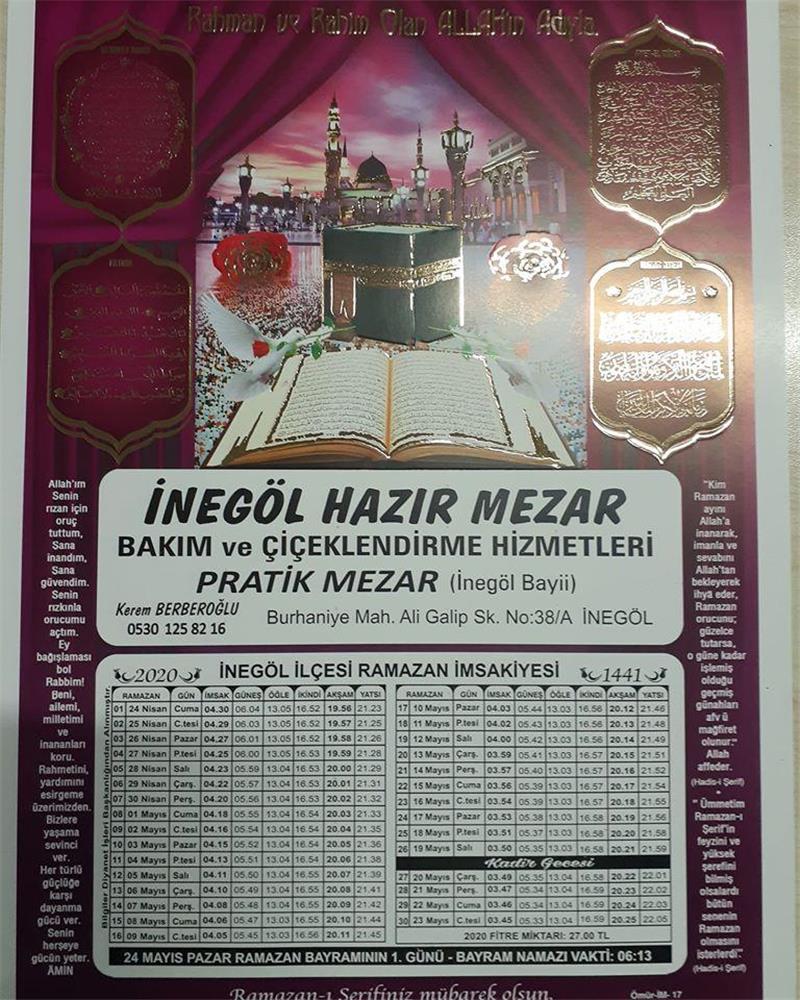 Rahman ve Rahim Olan ALLAH'ın Adıyla.
İNEGÖL HAZIR MEZAR
BAKIM ve ÇİÇEKLENDİRME HİZMETLERİ
PRATİK MEZAR (İnegöl Bayii)
Kerem BERBEROĞLU
0530 125 82 16
Burhaniye Mah. Ali Galip Sk. No:38/A İNEGÖL
Allah'ım
Senin
rızan için
oruç
tuttum,
Sana
inandım,
Sana
güvendim.
Senin
rızkınla
orucumu
açtım.
Ey
bağışlaması
bol
Rabbim!
Beni,
ailemi,
milletimi
ve
inananları
koru.
Rahmetini,
yardımını
esirgeme
üzerimizden.
Bizlere
yaşama
sevinci
ver.
Her türlü
güçlüğe
karşı
dayanma
gücü ver.
Senin
herşeye
gücün yeter.
AMİN
2020 İNEGÖL İLÇESİ RAMAZAN İMSAKİYESİ 1441
Bilgiler Diyanet İşleri Başkanlığından Alınmıştır.
RAMAZAN GÜN İMSAK GÜNEŞ ÖĞLE İKİNDİ AKŞAM YATSI
01 24 Nisan Cuma 04.30 06.04 13.05 16.52 19.56 21.23
02 25 Nisan C.tesi 04.29 06.03 13.05 16.52 19.57 21.25
03 26 Nisan Pazar 04.27 06.01 13.05 16.52 19.58 21.26
04 27 Nisan P.tesi 04.25 06.00 13.05 16.53 19.59 21.28
05 28 Nisan Salı 04.23 05.59 13.04 16.53 20.00 21.29
06 29 Nisan Çarş. 04.22 05.57 13.04 16.53 20.01 21.31
07 30 Nisan Perş. 04.20 05.56 13.04 16.53 20.02 21.32
08 01 Mayıs Cuma 04.18 05.55 13.04 16.54 20.03 21.33
09 02 Mayıs C.tesi 04.16 05.54 13.04 16.54 20.04 21.35
10 03 Mayıs Pazar 04.15 05.52 13.04 16.54 20.05 21.36
11 04 Mayıs P.tesi 04.13 05.51 13.04 16.54 20.06 21.38
12 05 Mayıs Salı 04.11 05.50 13.04 16.55 20.07 21.39
13 06 Mayıs Çarş. 04.10 05.49 13.04 16.55 20.08 21.41
14 07 Mayıs Perş. 04.08 05.48 13.04 16.55 20.09 21.42
15 08 Mayıs Cuma 04.06 05.47 13.03 16.55 20.10 21.44
16 09 Mayıs C.tesi 04.05 05.45 13.03 16.56 20.11 21.45
RAMAZAN GÜN İMSAK GÜNEŞ ÖĞLE İKİNDİ AKŞAM YATSI
17 10 Mayıs Pazar 04.03 05.44 13.03 16.56 20.12 21.46
18 11 Mayıs P.tesi 04.02 05.43 13.03 16.56 20.13 21.48
19 12 Mayıs Salı 04.00 05.42 13.03 16.56 20.14 21.49
20 13 Mayıs Çarş. 03.59 05.41 13.03 16.57 20.15 21.51
21 14 Mayıs Perş. 03.57 05.40 13.03 16.57 20.16 21.52
22 15 Mayıs Cuma 03.56 05.39 13.03 16.57 20.17 21.54
23 16 Mayıs C.tesi 03.54 05.39 13.03 16.57 20.18 21.55
24 17 Mayıs Pazar 03.53 05.38 13.03 16.58 20.19 21.56
25 18 Mayıs P.tesi 03.51 05.37 13.03 16.58 20.20 21.58
26 19 Mayıs Salı 03.50 05.35 13.04 16.58 20.21 21.59
Kadir Gecesi
27 20 Mayıs Çarş. 03.49 05.35 13.04 16.58 20.22 22.01
28 21 Mayıs Perş. 03.47 05.34 13.04 16.59 20.23 22.02
29 22 Mayıs Cuma 03.46 05.34 13.04 16.59 20.24 22.03
30 23 Mayıs C.tesi 03.45 05.33 13.04 16.59 20.25 22.05
2020 FİTRE MİKTARI: 27.00 TL
24 MAYIS PAZAR RAMAZAN BAYRAMININ 1. GÜNÜ - BAYRAM NAMAZI VAKTİ: 06:13
"Kim
Ramazan
ayını
Allah'a
inanarak,
imanla ve
sevabını
Allah'tan
bekleyerek
ihyâ eder,
Ramazan
orucunu;
güzelce
tutarsa,
o güne kadar
işlemiş
olduğu
geçmiş
günahları
afv ü
mağfiret
olunur."
Allah
affeder.
(Hadis-i Şerif)
" Ümmetim
Ramazan-ı
Şerif'in
feyzini ve
yüksek
şerefini
bilmiş
olsalardı
bütün
senenin
Ramazan
olmasını
isterlerdi."
(Hadis-i Şerif)
Ramazan-ı Şerifiniz mübarek olsun.
Ömür-İM- 17